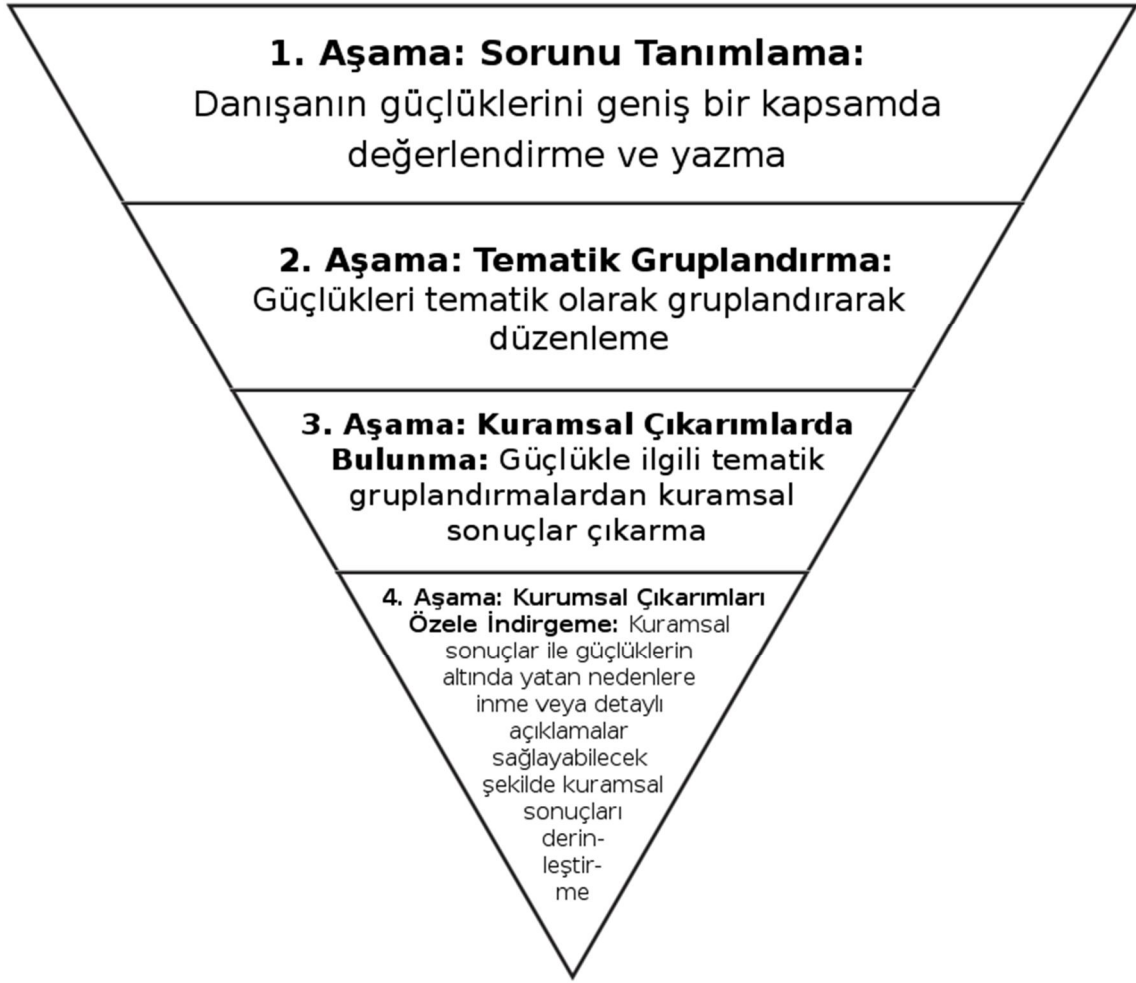 1. Aşama: Sorunu Tanımlama:
Danışanın güçlüklerini geniş bir kapsamda
değerlendirme ve yazma
2. Aşama: Tematik Gruplandırma:
Güçlükleri tematik olarak gruplandırarak
düzenleme
3. Aşama: Kuramsal Çıkarımlarda
Bulunma: Güçlükle ilgili tematik
gruplandırmalardan kuramsal
sonuçlar çıkarma
4. Aşama: Kurumsal Çıkarımları
Özele İndirgeme: Kuramsal
sonuçlar ile güçlüklerin
altında yatan nedenlere
inme veya detaylı
açıklamalar
sağlayabilecek
şekilde kuramsal
sonuçları
derin-
leştir-
me